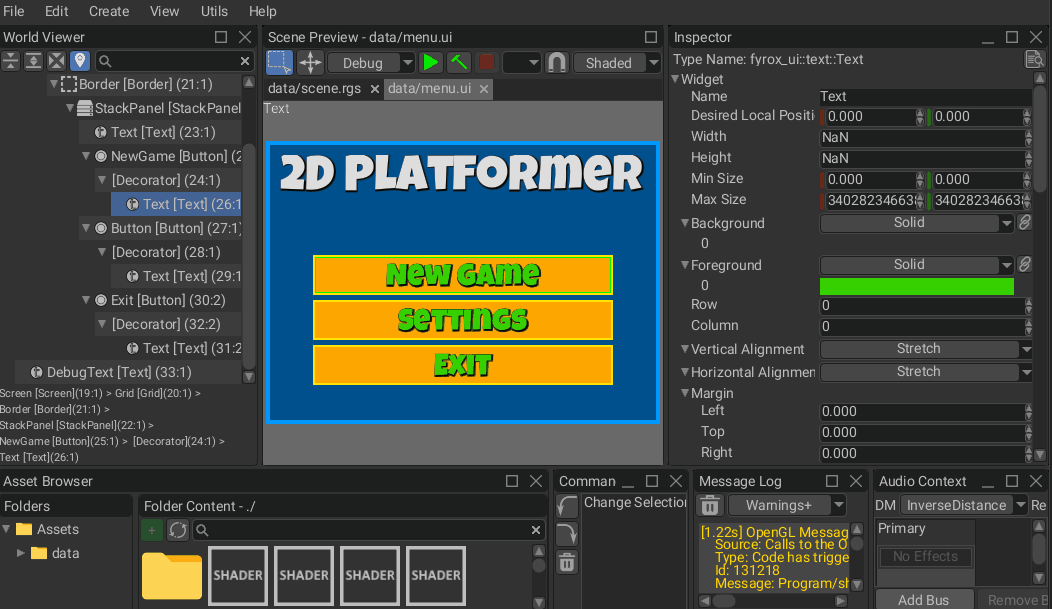 File Edit Create View Utils Help
World Viewer
Border [Border] (21:1)
StackPanel [StackPanel
Text [Text] (23:1)
NewGame [Button] (2
[Decorator] (24:1)
Text [Text] (26:1
Button [Button] (27:1)
[Decorator] (28:1)
Text [Text] (29:1
Exit [Button] (30:2)
[Decorator] (32:2)
Text [Text] (31:2
DebugText [Text] (33:1)
Screen [Screen](19:1) > Grid [Grid](20:1) >
Border [Border](21:1) >
StackPanel [StackPanel](22:1) >
NewGame [Button](25:1) > [Decorator](24:1) >
Text [Text](26:1)
Scene Preview - data/menu.ui
Debug Shaded
data/scene.rgs data/menu.ui
Text
2D Platformer
New Game
Settings
Exit
Inspector
Type Name: fyrox_ui::text::Text
Widget
Name Text
Desired Local Positi 0.000 0.000
Width NaN
Height NaN
Min Size 0.000 0.000
Max Size 340282346638 340282346638
Background Solid
0
Foreground Solid
0
Row 0
Column 0
Vertical Alignment Stretch
Horizontal Alignmen Stretch
Margin
Left 0.000
Top 0.000
Right 0.000
Asset Browser
Folders
Assets
data
Folder Content - ./
SHADER SHADER SHADER SHADER
Comman
Change Selection
Message Log
Warnings+
[1.22s] OpenGL Messag
Source: Calls to the O
Type: Code has trigge
Id: 131218
Message: Program/sh
Audio Context
DM InverseDistance Re
Primary
No Effects
Add Bus Remove B